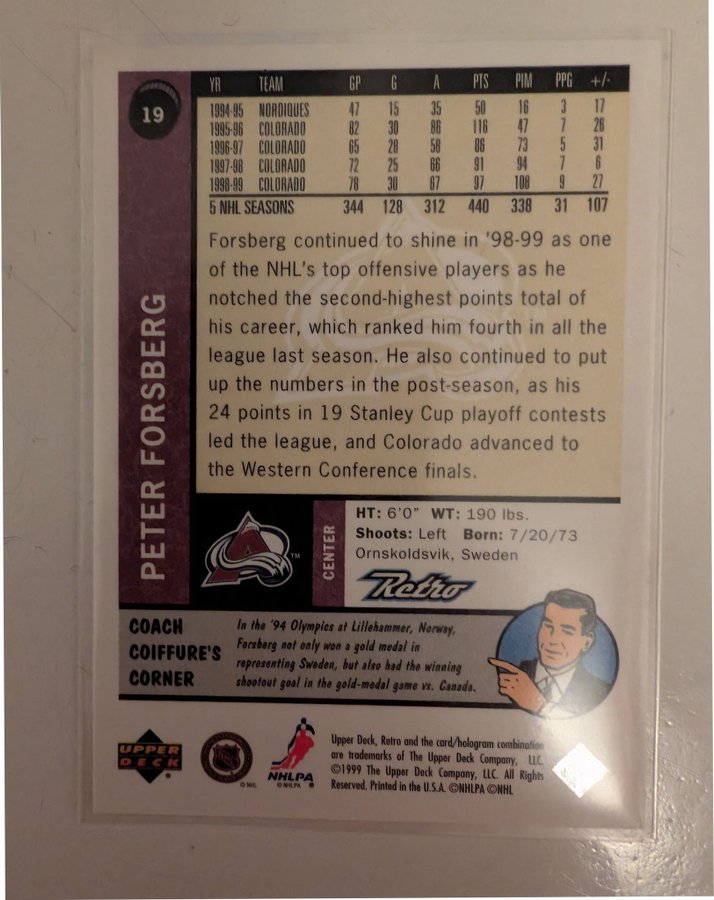 19
YR TEAM GP G A PTS PIM PPG +/-
1994-95 NORDIQUES 47 15 35 50 16 3 17
1995-96 COLORADO 82 30 86 116 47 7 26
1996-97 COLORADO 65 28 58 86 73 5 31
1997-98 COLORADO 72 25 66 91 94 7 6
1998-99 COLORADO 78 30 67 97 108 9 27
5 NHL SEASONS 344 128 312 440 338 31 107
PETER FORSBERG
Forsberg continued to shine in '98-99 as one
of the NHL's top offensive players as he
notched the second-highest points total of
his career, which ranked him fourth in all the
league last season. He also continued to put
up the numbers in the post-season, as his
24 points in 19 Stanley Cup playoff contests
led the league, and Colorado advanced to
the Western Conference finals.
TM
CENTER
HT: 6'0" WT: 190 lbs.
Shoots: Left Born: 7/20/73
Ornskoldsvik, Sweden
Retro
COACH
COIFFURE'S
CORNER
In the '94 Olympics at Lillehammer, Norway,
Forsberg not only won a gold medal in
representing Sweden, but also had the winning
shootout goal in the gold-medal game vs. Canada.
UPPER
DECK
®
NHL
© NHL
NHLPA
© NHLPA ®
Upper Deck, Retro and the card/hologram combination
are trademarks of The Upper Deck Company, LLC.
©1999 The Upper Deck Company, LLC. All Rights
Reserved. Printed in the U.S.A. ©NHLPA ©NHL